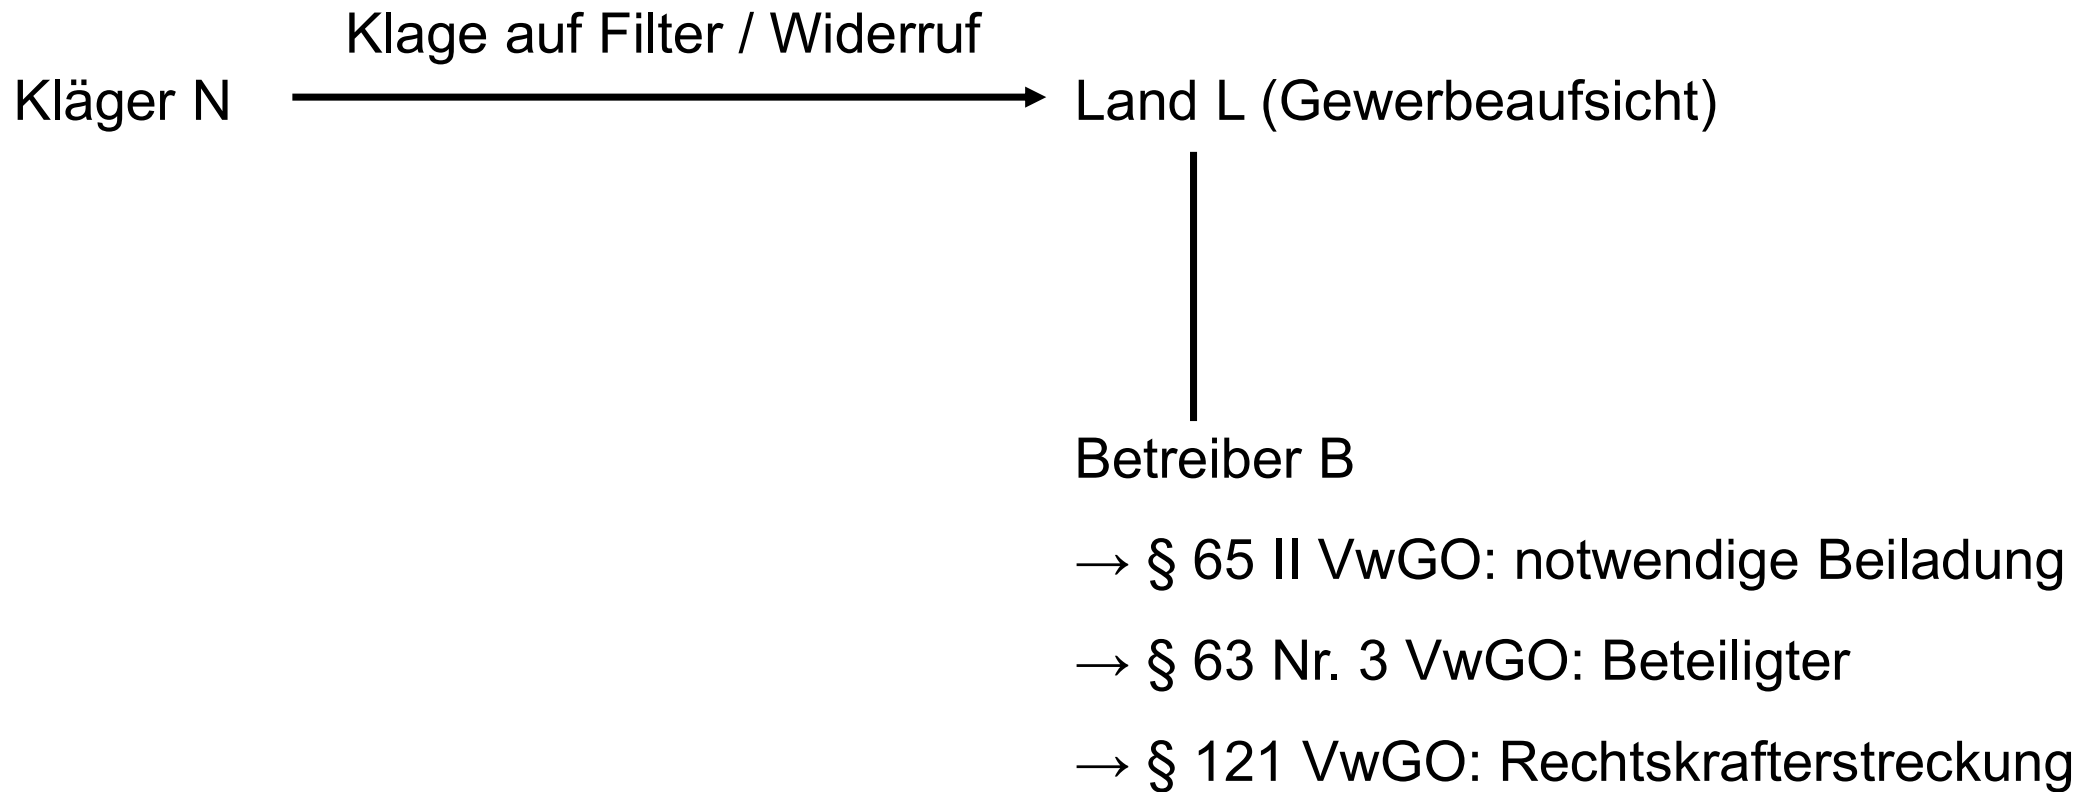 Klage auf Filter / Widerruf
Kläger N
Land L (Gewerbeaufsicht)
Betreiber B
→ § 65 II VwGO: notwendige Beiladung
→ § 63 Nr. 3 VwGO: Beteiligter
→ § 121 VwGO: Rechtskrafterstreckung